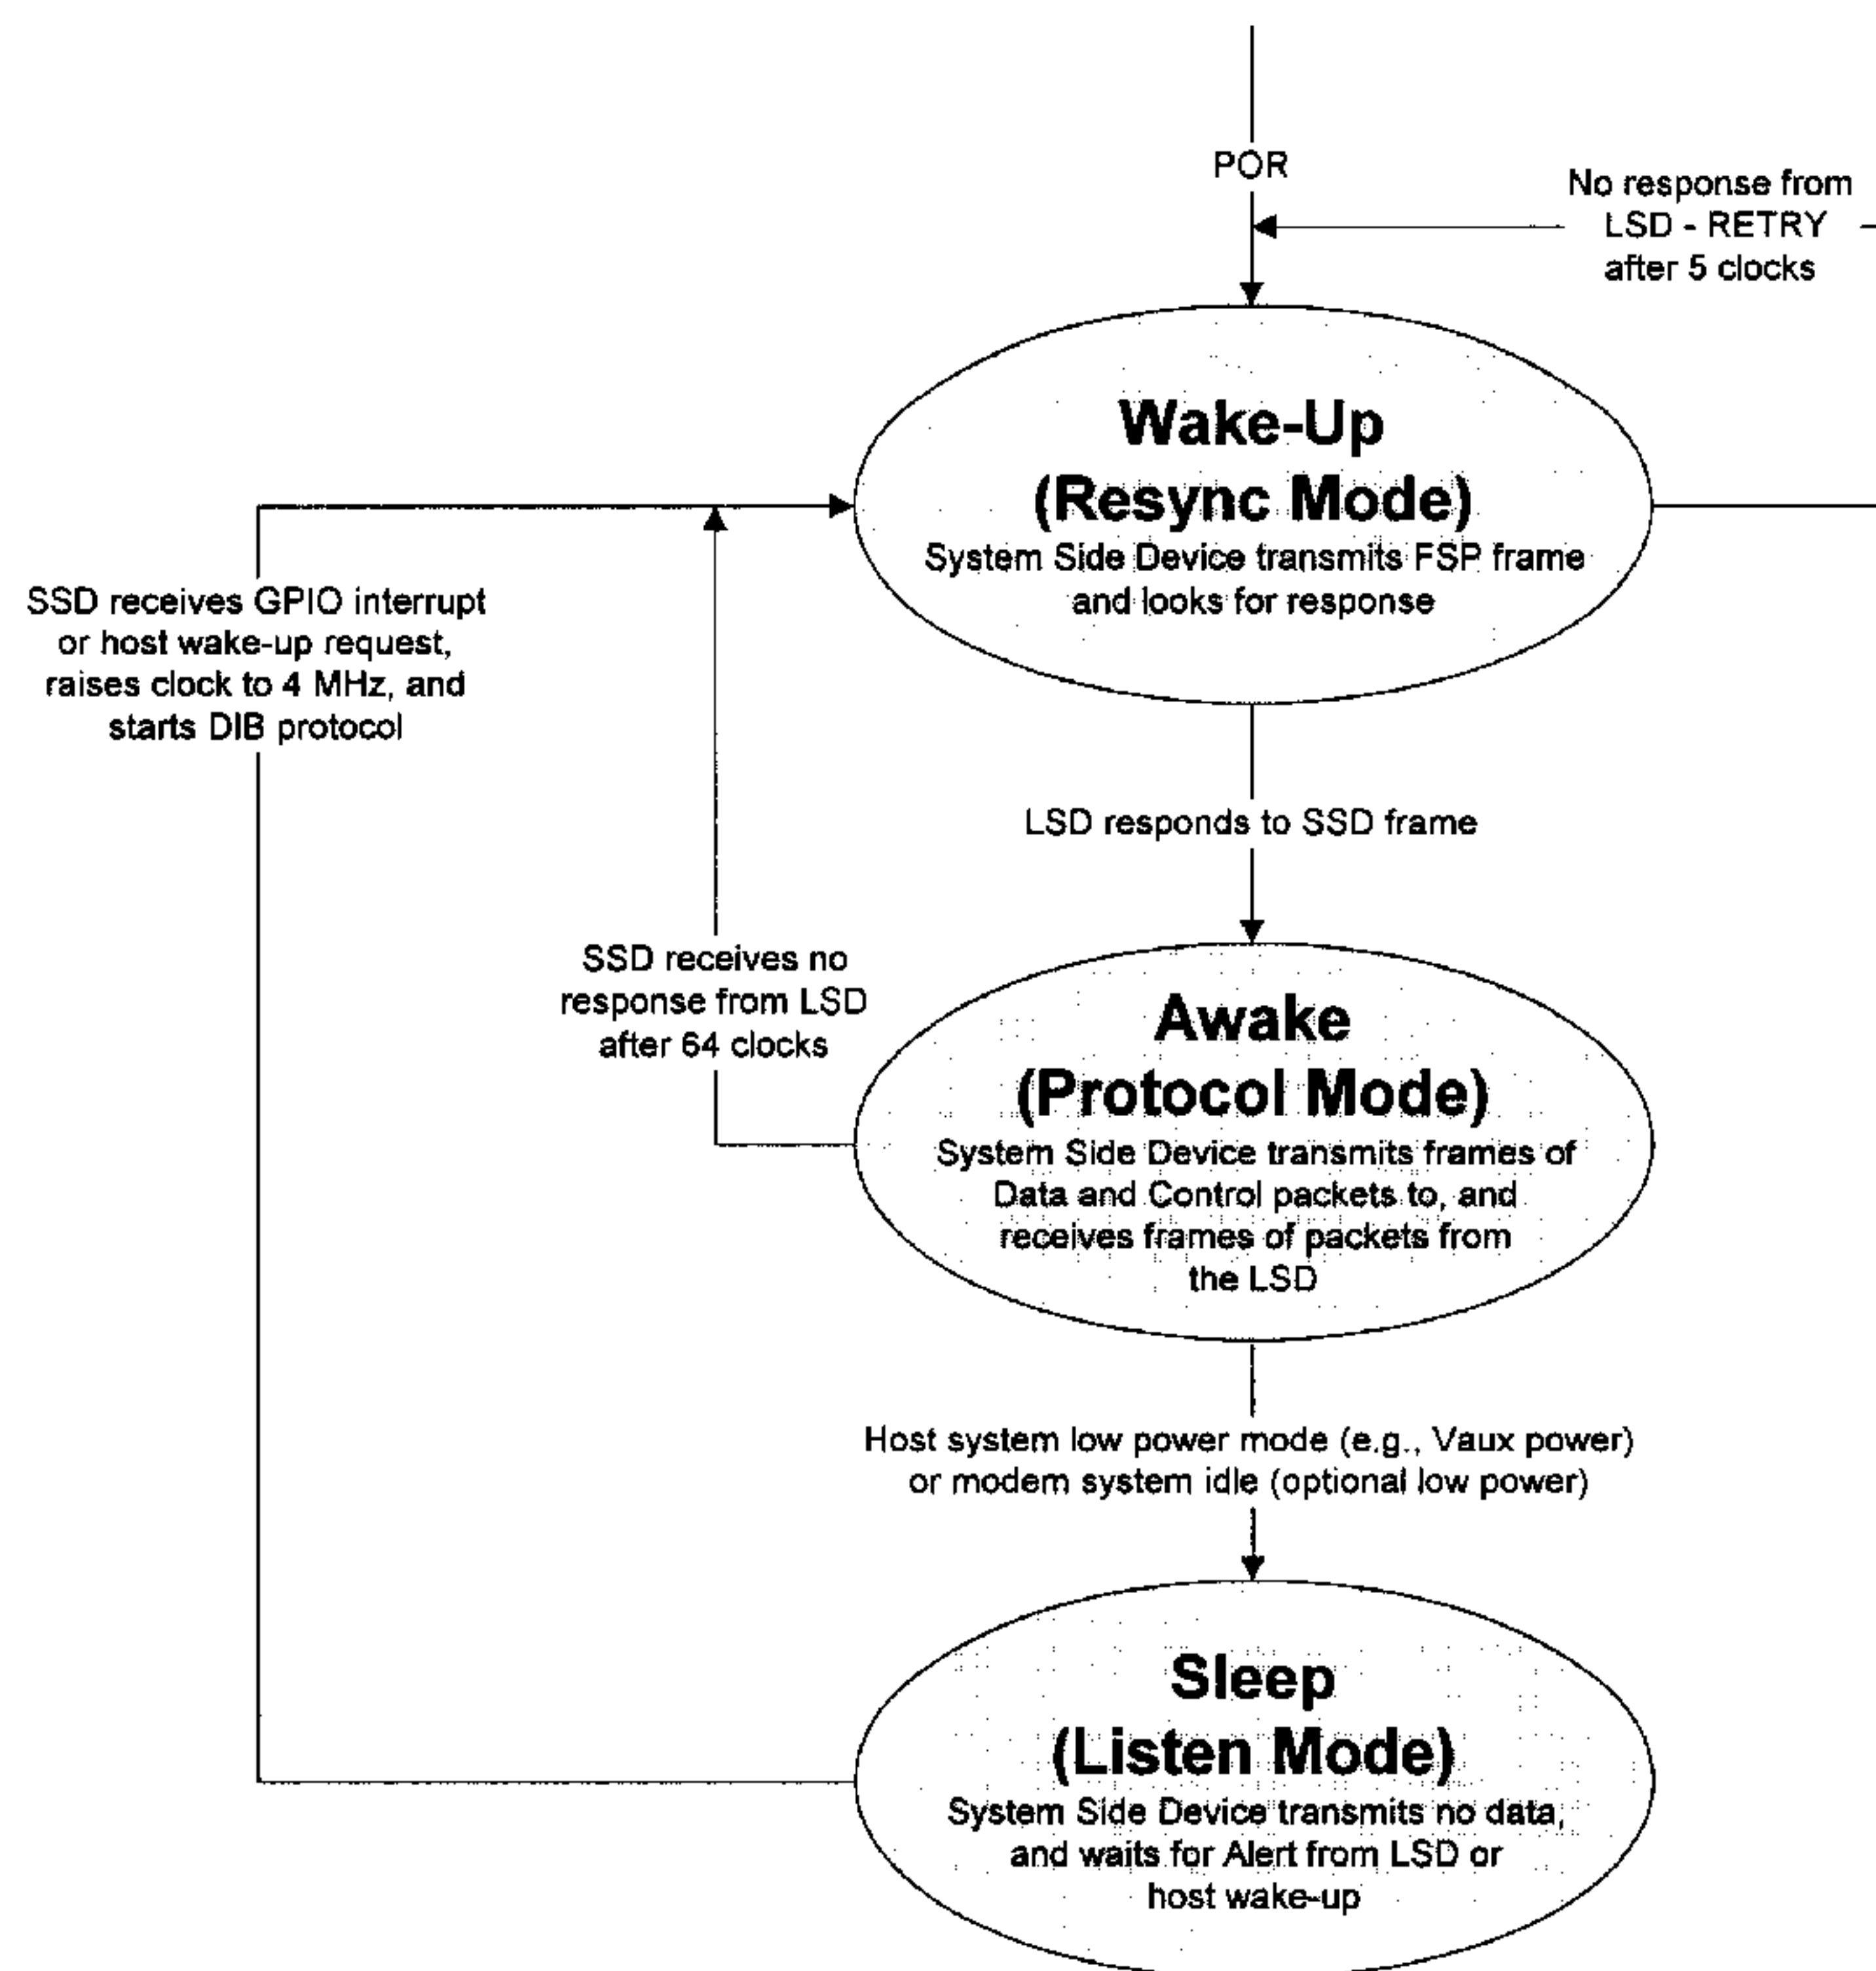 POR
No response from
LSD - RETRY
after 5 clocks
Wake-Up
(Resync Mode)
System Side Device transmits FSP frame
and looks for response
SSD receives GPIO interrupt
or host wake-up request,
raises clock to 4 MHz, and
starts DIB protocol
LSD responds to SSD frame
SSD receives no
response from LSD
after 64 clocks
Awake
(Protocol Mode)
System Side Device transmits frames of
Data and Control packets to, and
receives frames of packets from
the LSD
Host system low power mode (e.g., Vaux power)
or modem system idle (optional low power)
Sleep
(Listen Mode)
System Side Device transmits no data,
and waits for Alert from LSD or
host wake-up